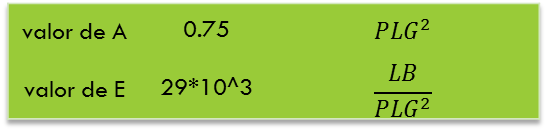 valor de A 0.75 PLG²
valor de E 29*10^3 LB/PLG²